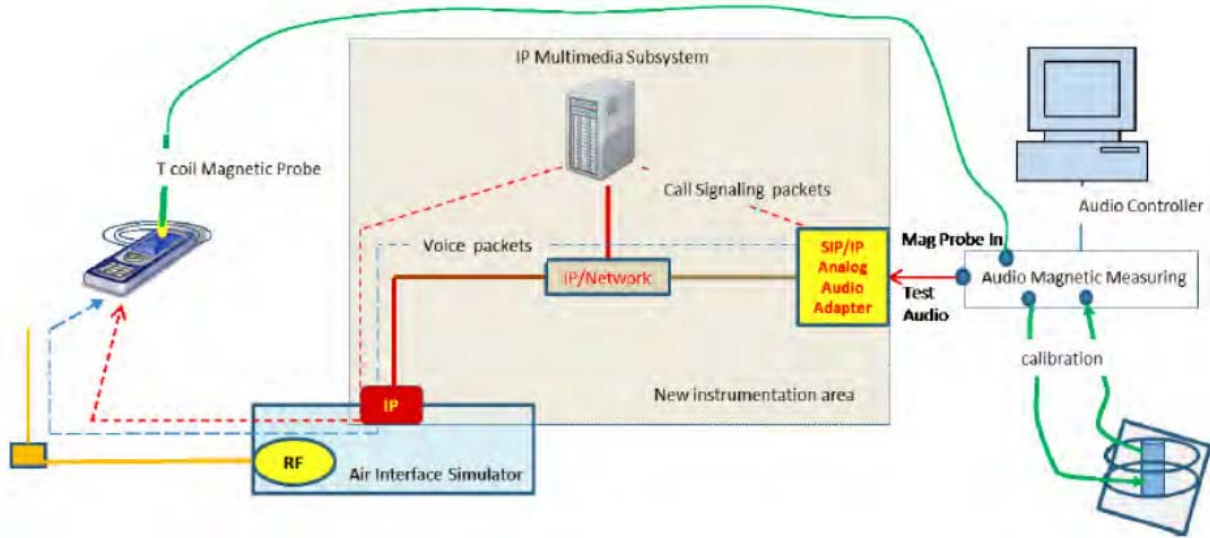 IP Multimedia Subsystem
T coil Magnetic Probe
Call Signaling packets
Audio Controller
Voice packets
SIP/IP
Analog
Audio
Adapter
Mag Probe In
IP/Network
Audio Magnetic Measuring
Test
Audio
calibration
IP
New instrumentation area
RF
Air Interface Simulator